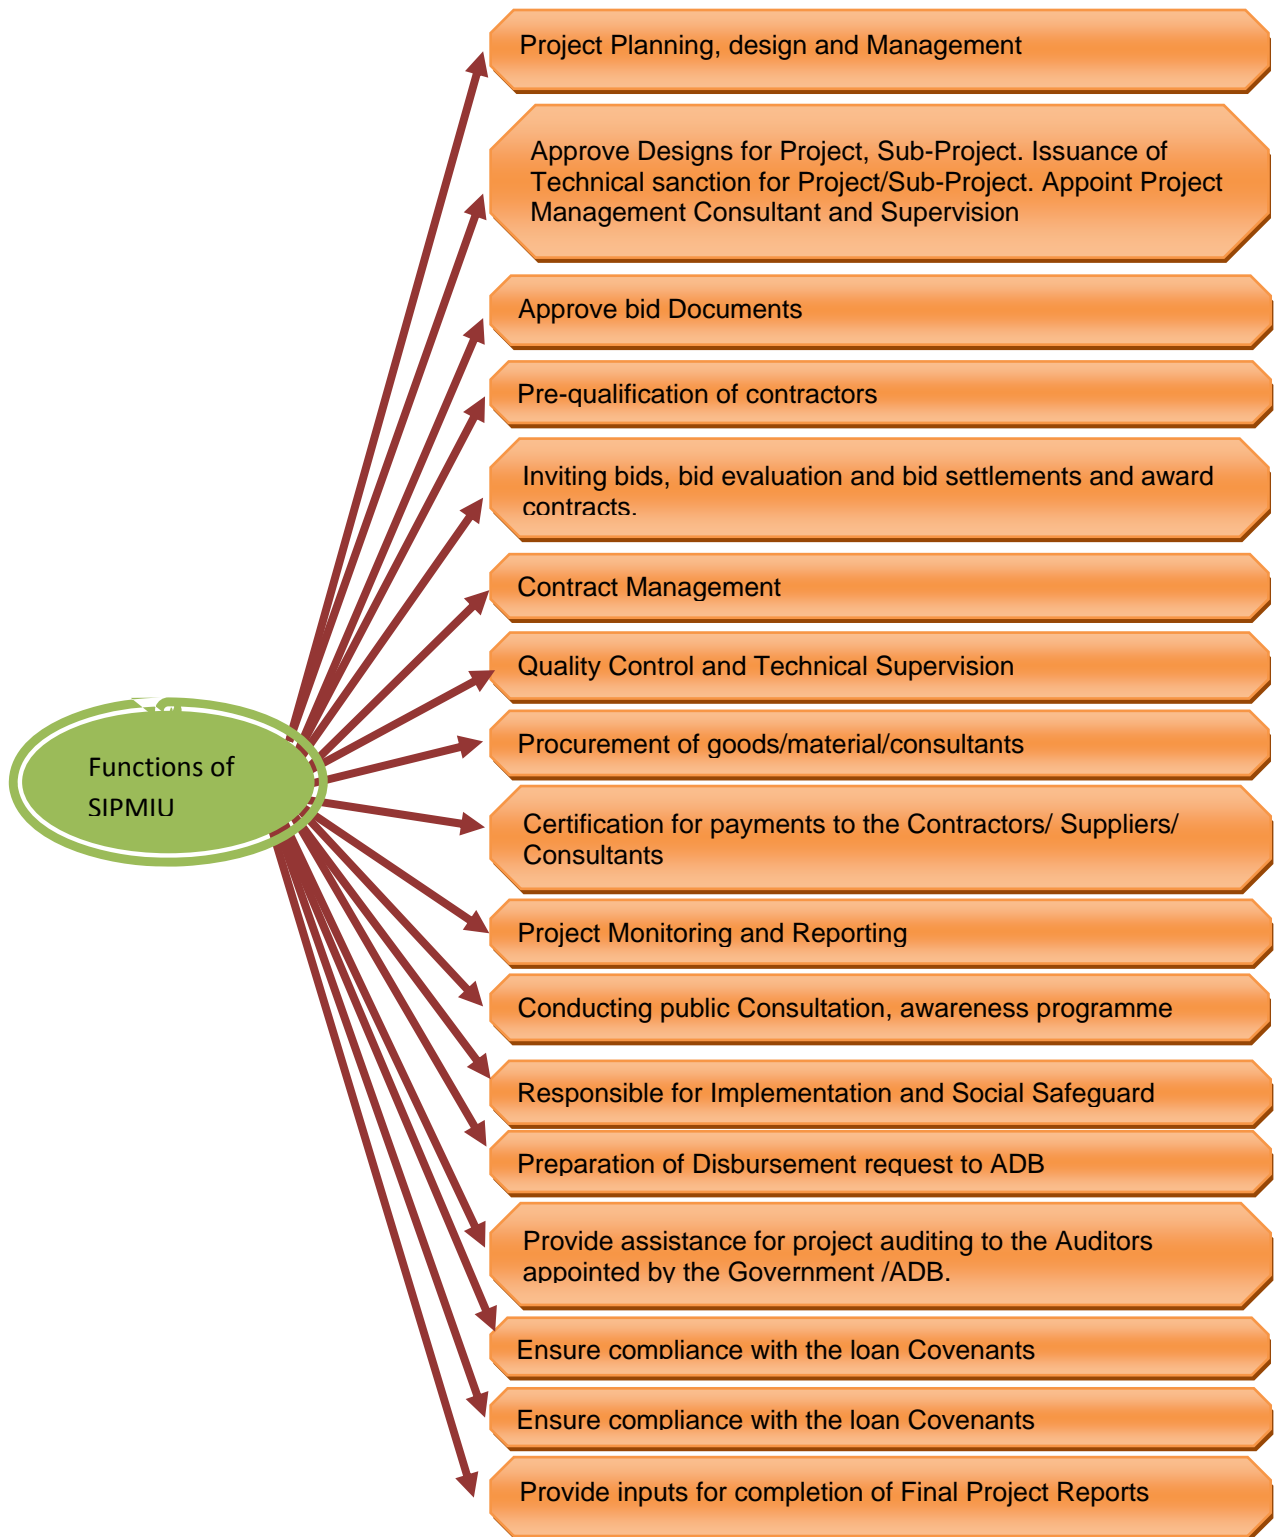 Project Planning, design and Management
Approve Designs for Project, Sub-Project. Issuance of
Technical sanction for Project/Sub-Project. Appoint Project
Management Consultant and Supervision
Approve bid Documents
Pre-qualification of contractors
Inviting bids, bid evaluation and bid settlements and award
contracts.
Contract Management
Quality Control and Technical Supervision
Functions of
SIPMIU
Procurement of goods/material/consultants
Certification for payments to the Contractors/ Suppliers/
Consultants
Project Monitoring and Reporting
Conducting public Consultation, awareness programme
Responsible for Implementation and Social Safeguard
Preparation of Disbursement request to ADB
Provide assistance for project auditing to the Auditors
appointed by the Government /ADB.
Ensure compliance with the loan Covenants
Ensure compliance with the loan Covenants
Provide inputs for completion of Final Project Reports